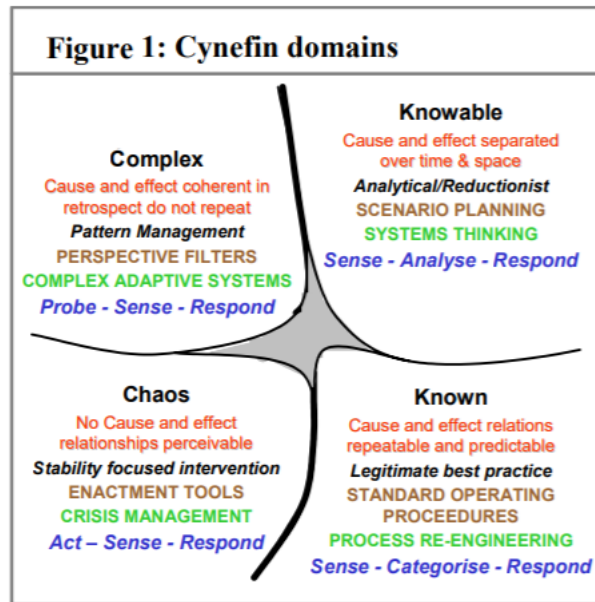 Figure 1: Cynefin domains
Complex
Cause and effect coherent in
retrospect do not repeat
Pattern Management
PERSPECTIVE FILTERS
COMPLEX ADAPTIVE SYSTEMS
Probe - Sense - Respond
Knowable
Cause and effect separated
over time & space
Analytical/Reductionist
SCENARIO PLANNING
SYSTEMS THINKING
Sense - Analyse - Respond
Chaos
No Cause and effect
relationships perceivable
Stability focused intervention
ENACTMENT TOOLS
CRISIS MANAGEMENT
Act – Sense - Respond
Known
Cause and effect relations
repeatable and predictable
Legitimate best practice
STANDARD OPERATING
PROCEEDURES
PROCESS RE-ENGINEERING
Sense - Categorise - Respond